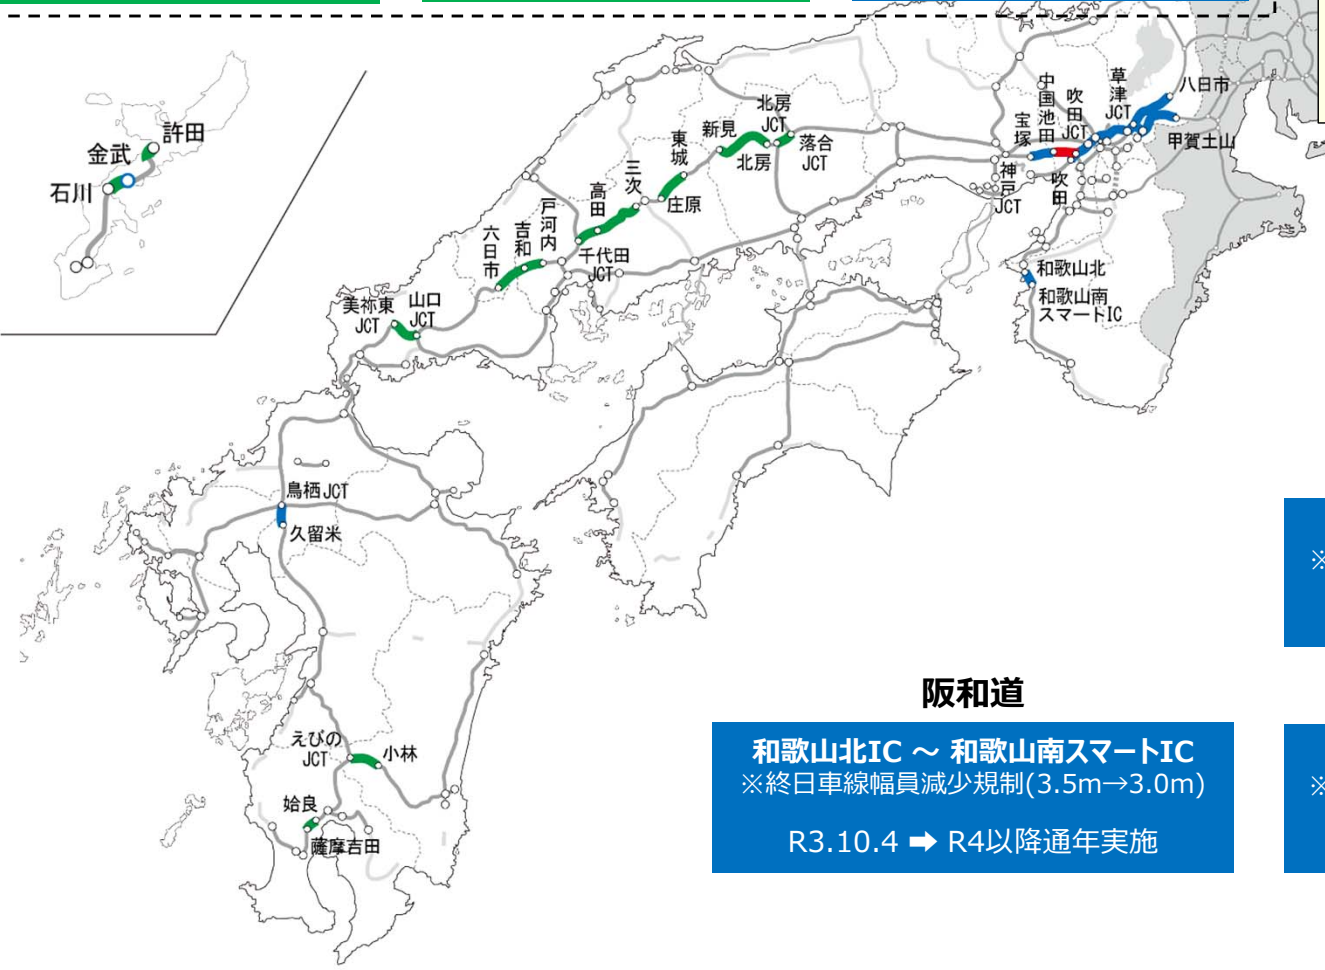 許田
金武
石川
八日市
草津
JCT
吹田
JCT
中国池田
宝塚
甲賀土山
吹田
神戸
JCT
北房
JCT
新見
北房
落合
JCT
東城
庄原
三次
高田
千代田
JCT
戸河内
吉和
六日市
山口
JCT
美祢東
JCT
和歌山北
和歌山南
スマートIC
鳥栖JCT
久留米
えびの
JCT
小林
姶良
薩摩吉田
阪和道
和歌山北IC ～ 和歌山南スマートIC
※終日車線幅員減少規制(3.5m→3.0m)
R3.10.4 ➡ R4以降通年実施
※
※